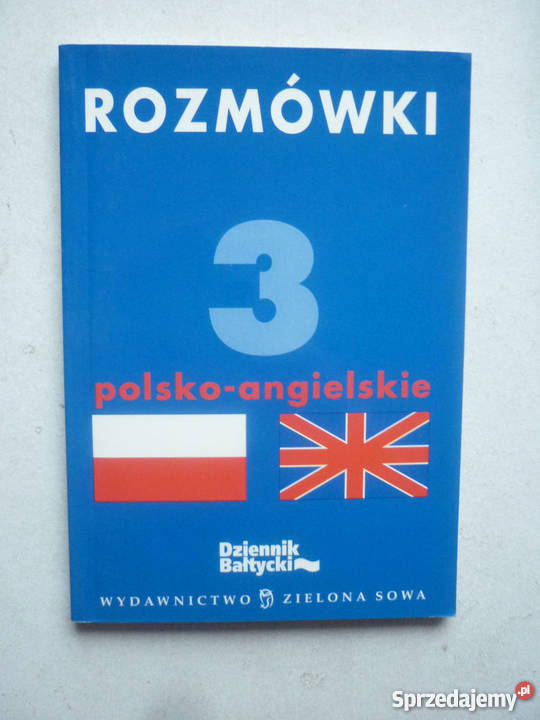 ROZMÓWKI
3
polsko-angielskie
Dziennik
Bałtycki
WYDAWNICTWO ZIELONA SOWA
Sprzedajemy.pl